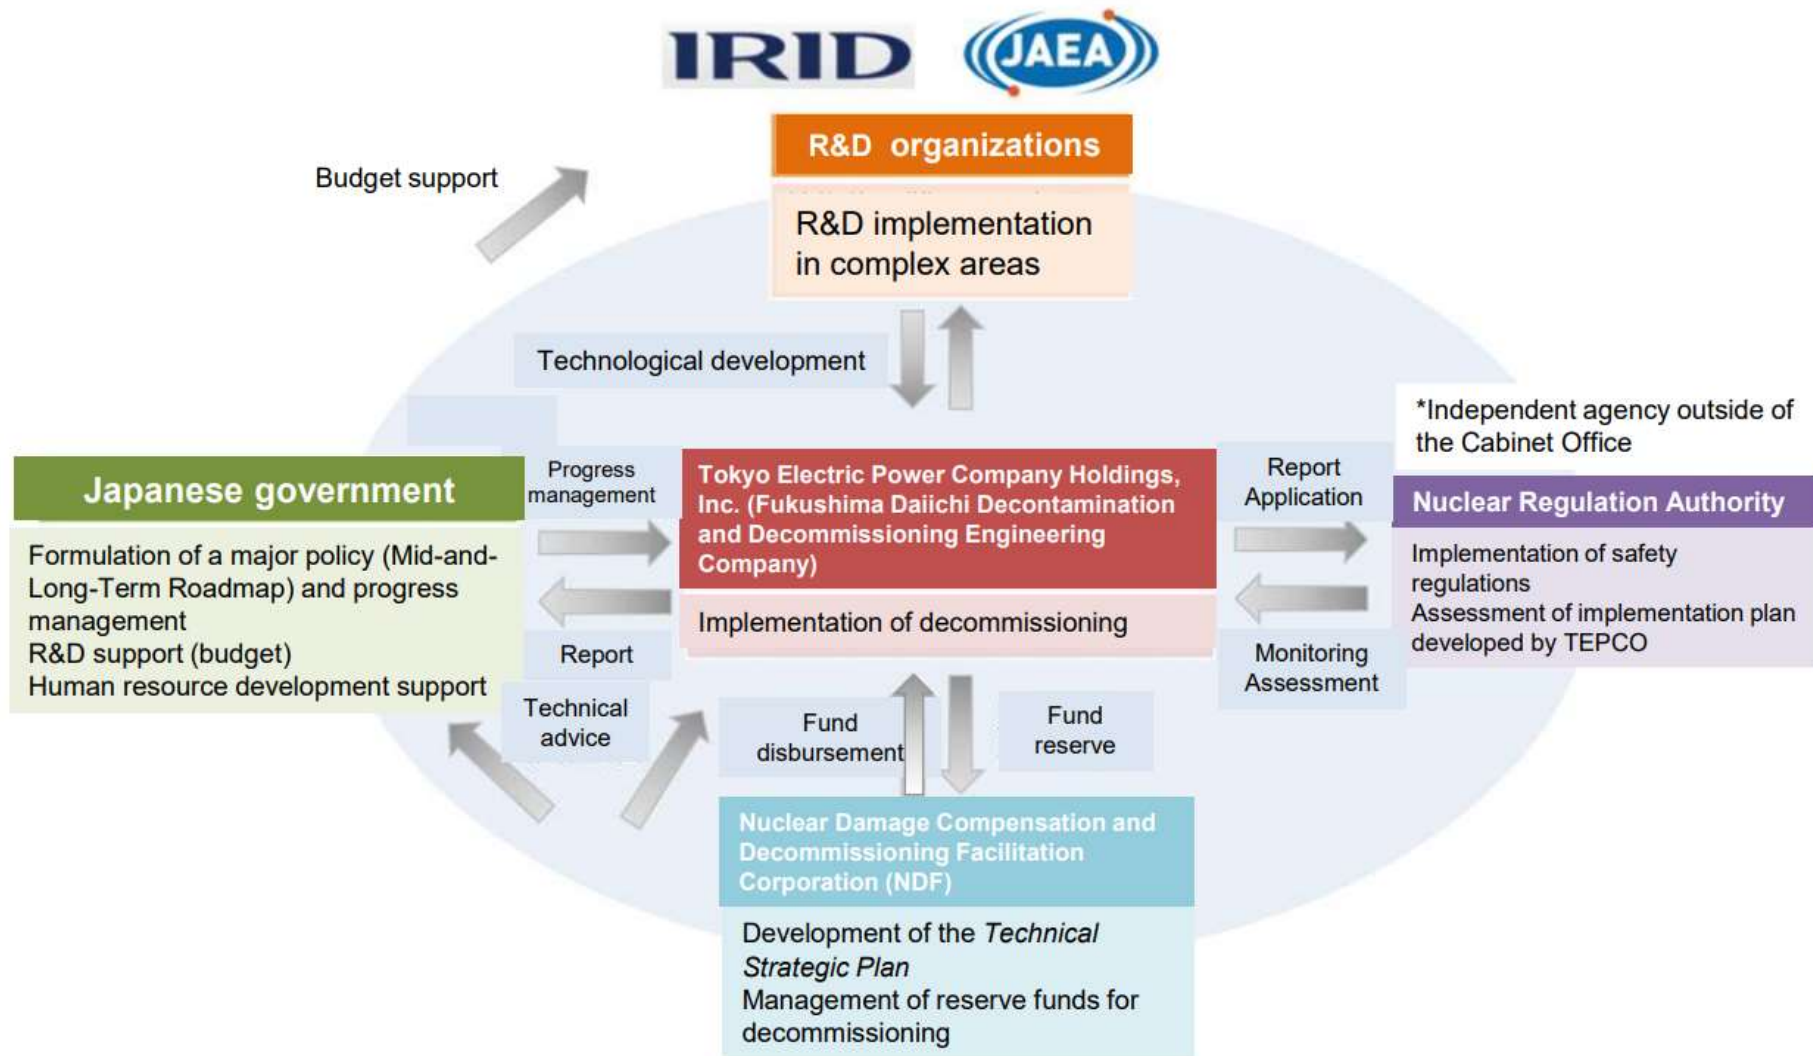 IRID
JAEA
R&D organizations
Budget support
R&D implementation
in complex areas
Technological development
*Independent agency outside of
the Cabinet Office
Japanese government
Progress
management
Tokyo Electric Power Company Holdings,
Inc. (Fukushima Daiichi Decontamination
and Decommissioning Engineering
Company)
Report
Application
Nuclear Regulation Authority
Formulation of a major policy (Mid-and-
Long-Term Roadmap) and progress
management
R&D support (budget)
Human resource development support
Implementation of decommissioning
Implementation of safety
regulations
Assessment of implementation plan
developed by TEPCO
Report
Monitoring
Assessment
Technical
advice
Fund
disbursement
Fund
reserve
Nuclear Damage Compensation and
Decommissioning Facilitation
Corporation (NDF)
Development of the Technical
Strategic Plan
Management of reserve funds for
decommissioning